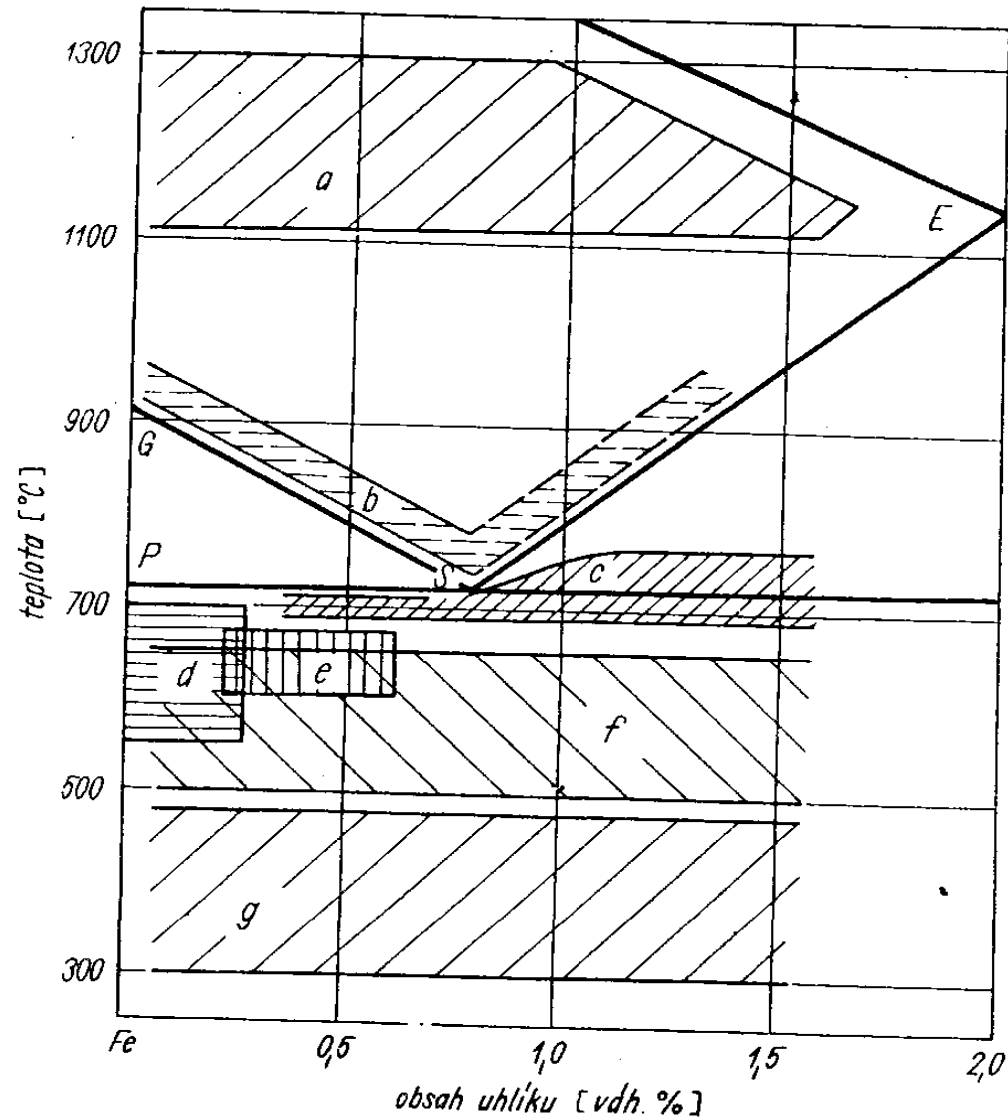 1300
a
1100
E
900
G
b
teplota [°C]
P
S
c
700
d
e
f
500
g
300
Fe
0,5
1,0
1,5
2,0
obsah uhlíku [vdh. %]